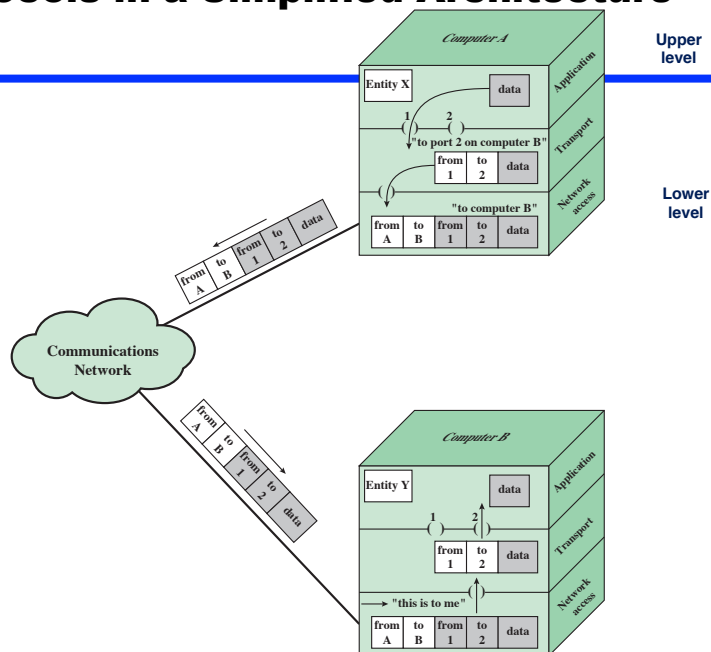 Computer A
Upper
level
Entity X
data
Application
1
2
"to port 2 on computer B"
from
1
to
2
data
Transport
Lower
level
"to computer B"
from
A
to
B
from
1
to
2
data
Network
access
from
A
to
B
from
1
to
2
data
Communications
Network
from
A
to
B
from
1
to
2
data
Computer B
Entity Y
data
Application
1
2
from
1
to
2
data
Transport
"this is to me"
from
A
to
B
from
1
to
2
data
Network
access